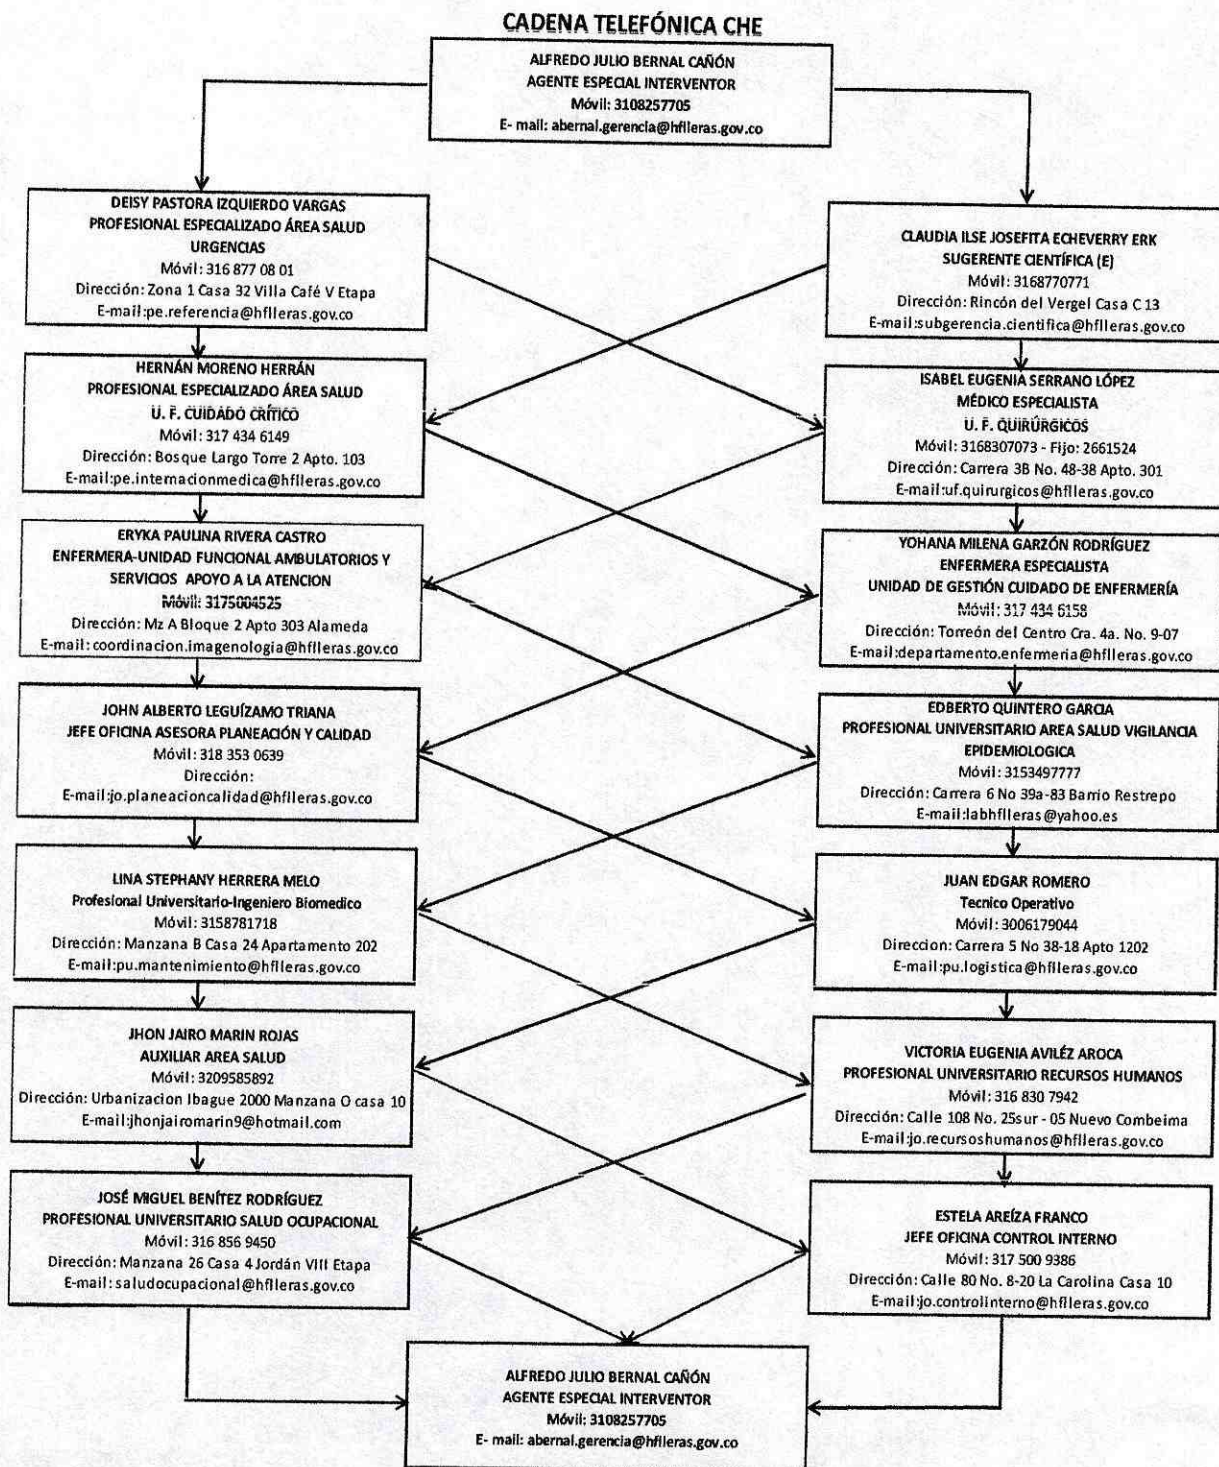 CADENA TELEFÓNICA CHE
ALFREDO JULIO BERNAL CAÑÓN
AGENTE ESPECIAL INTERVENTOR
Móvil: 3108257705
E- mail: abernal.gerencia@hflleras.gov.co
DEISY PASTORA IZQUIERDO VARGAS
PROFESIONAL ESPECIALIZADO ÁREA SALUD
URGENCIAS
Móvil: 316 877 08 01
Dirección: Zona 1 Casa 32 Villa Café V Etapa
E-mail:pe.referencia@hflleras.gov.co
CLAUDIA ILSE JOSEFITA ECHEVERRY ERK
SUGERENTE CIENTÍFICA (E)
Móvil: 3168770771
Dirección: Rincón del Vergel Casa C 13
E-mail:subgerencia.cientifica@hflleras.gov.co
HERNÁN MORENO HERRÁN
PROFESIONAL ESPECIALIZADO ÁREA SALUD
U. F. CUIDADO CRÍTICO
Móvil: 317 434 6149
Dirección: Bosque Largo Torre 2 Apto. 103
E-mail:pe.internacionmedica@hflleras.gov.co
ISABEL EUGENIA SERRANO LÓPEZ
MÉDICO ESPECIALISTA
U. F. QUIRÚRGICOS
Móvil: 3168307073 - Fijo: 2661524
Dirección: Carrera 3B No. 48-38 Apto. 301
E-mail:uf.quirurgicos@hflleras.gov.co
ERYKA PAULINA RIVERA CASTRO
ENFERMERA-UNIDAD FUNCIONAL AMBULATORIOS Y
SERVICIOS APOYO A LA ATENCION
Móvil: 3175004525
Dirección: Mz A Bloque 2 Apto 303 Alameda
E-mail: coordinacion.imagenologia@hflleras.gov.co
YOHANA MILENA GARZÓN RODRÍGUEZ
ENFERMERA ESPECIALISTA
UNIDAD DE GESTIÓN CUIDADO DE ENFERMERÍA
Móvil: 317 434 6158
Dirección: Torreón del Centro Cra. 4a. No. 9-07
E-mail:departamento.enfermeria@hflleras.gov.co
JOHN ALBERTO LEGUÍZAMO TRIANA
JEFE OFICINA ASESORA PLANEACIÓN Y CALIDAD
Móvil: 318 353 0639
Dirección:
E-mail:jo.planeacioncalidad@hflleras.gov.co
EDBERTO QUINTERO GARCIA
PROFESIONAL UNIVERSITARIO AREA SALUD VIGILANCIA
EPIDEMIOLOGICA
Móvil: 3153497777
Dirección: Carrera 6 No 39a-83 Barrio Restrepo
E-mail:labhflleras@yahoo.es
LINA STEPHANY HERRERA MELO
Profesional Universitario-Ingeniero Biomedico
Móvil: 3158781718
Dirección: Manzana B Casa 24 Apartamento 202
E-mail:pu.mantenimiento@hflleras.gov.co
JUAN EDGAR ROMERO
Tecnico Operativo
Móvil: 3006179044
Direccion: Carrera 5 No 38-18 Apto 1202
E-mail:pu.logistica@hflleras.gov.co
JHON JAIRO MARIN ROJAS
AUXILIAR AREA SALUD
Móvil: 3209585892
Dirección: Urbanizacion Ibague 2000 Manzana O casa 10
E-mail:jhonjairomarin9@hotmail.com
VICTORIA EUGENIA AVILÉZ AROCA
PROFESIONAL UNIVERSITARIO RECURSOS HUMANOS
Móvil: 316 830 7942
Dirección: Calle 108 No. 25sur - 05 Nuevo Combeima
E-mail:jo.recursoshumanos@hflleras.gov.co
JOSÉ MIGUEL BENÍTEZ RODRÍGUEZ
PROFESIONAL UNIVERSITARIO SALUD OCUPACIONAL
Móvil: 316 856 9450
Dirección: Manzana 26 Casa 4 Jordán VIII Etapa
E-mail: saludocupacional@hflleras.gov.co
ESTELA AREÍZA FRANCO
JEFE OFICINA CONTROL INTERNO
Móvil: 317 500 9386
Dirección: Calle 80 No. 8-20 La Carolina Casa 10
E-mail:jo.controlinterno@hflleras.gov.co
ALFREDO JULIO BERNAL CAÑÓN
AGENTE ESPECIAL INTERVENTOR
Móvil: 3108257705
E- mail: abernal.gerencia@hflleras.gov.co